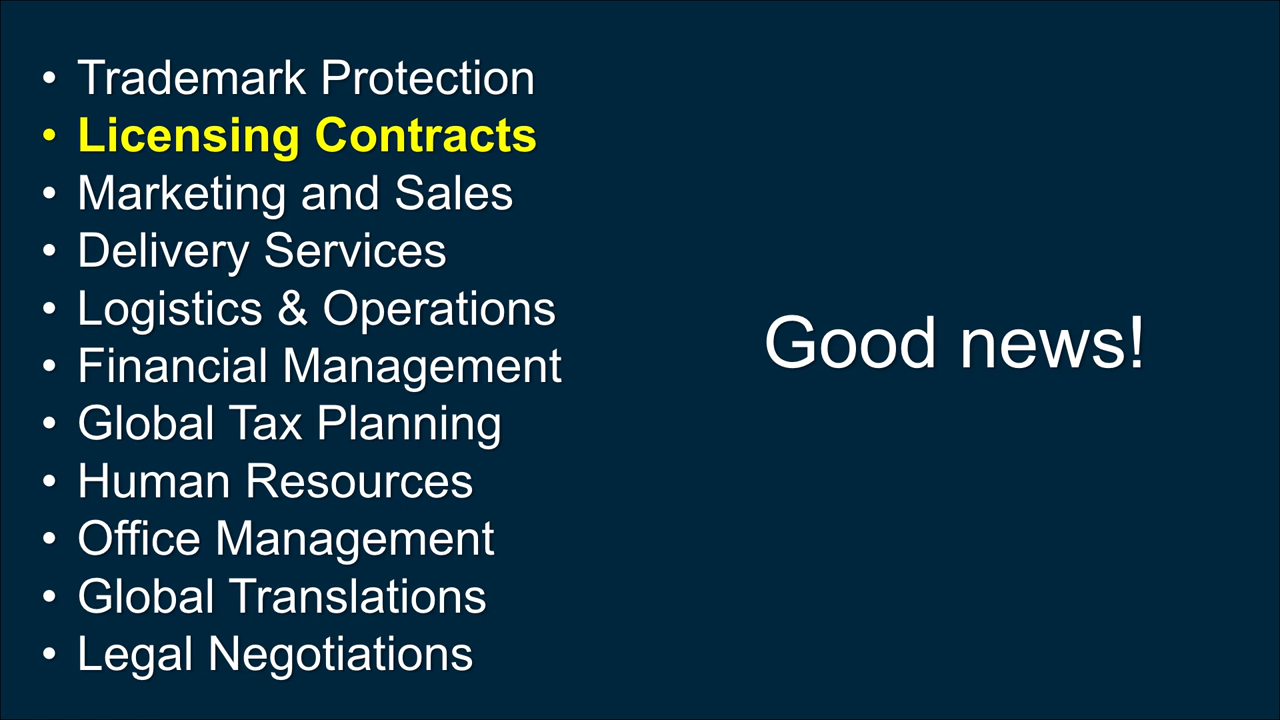 • Trademark Protection
• Licensing Contracts
• Marketing and Sales
• Delivery Services
• Logistics & Operations
• Financial Management
• Global Tax Planning
• Human Resources
• Office Management
• Global Translations
• Legal Negotiations
Good news!